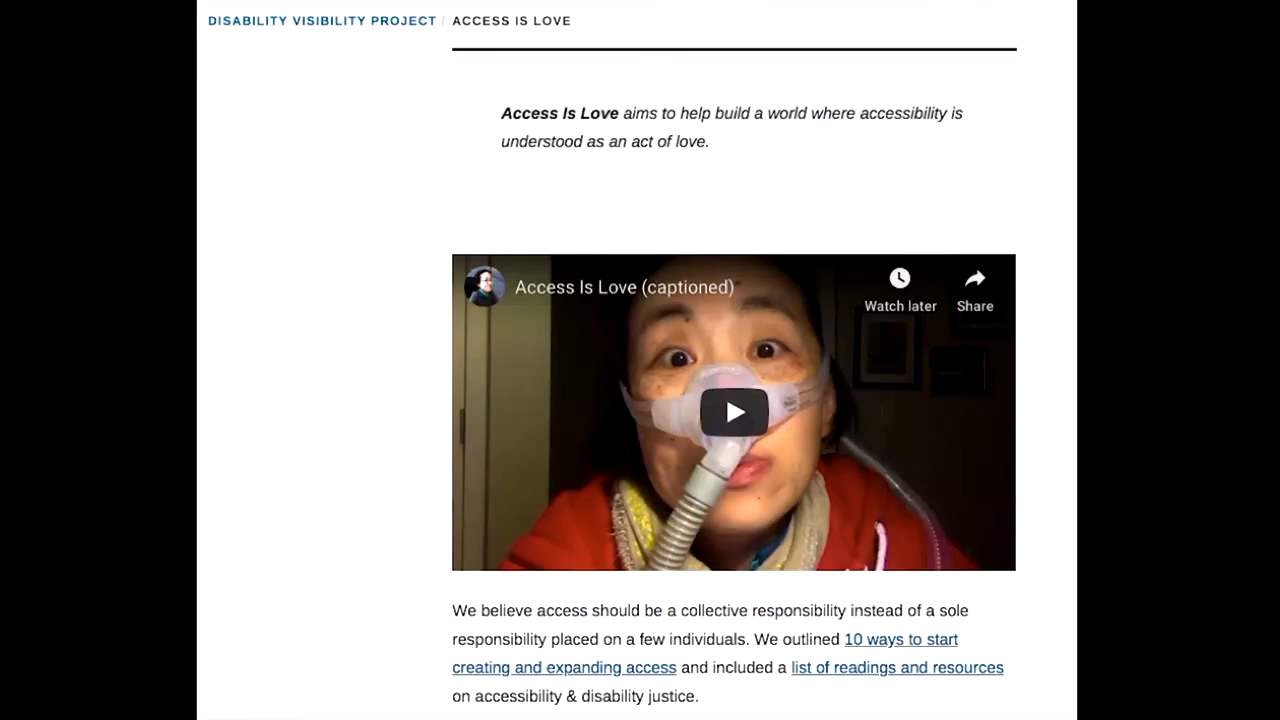 DISABILITY VISIBILITY PROJECT / ACCESS IS LOVE
Access Is Love aims to help build a world where accessibility is
understood as an act of love.
Access Is Love (captioned)
Watch later
Share
We believe access should be a collective responsibility instead of a sole
responsibility placed on a few individuals. We outlined 10 ways to start
creating and expanding access and included a list of readings and resources
on accessibility & disability justice.